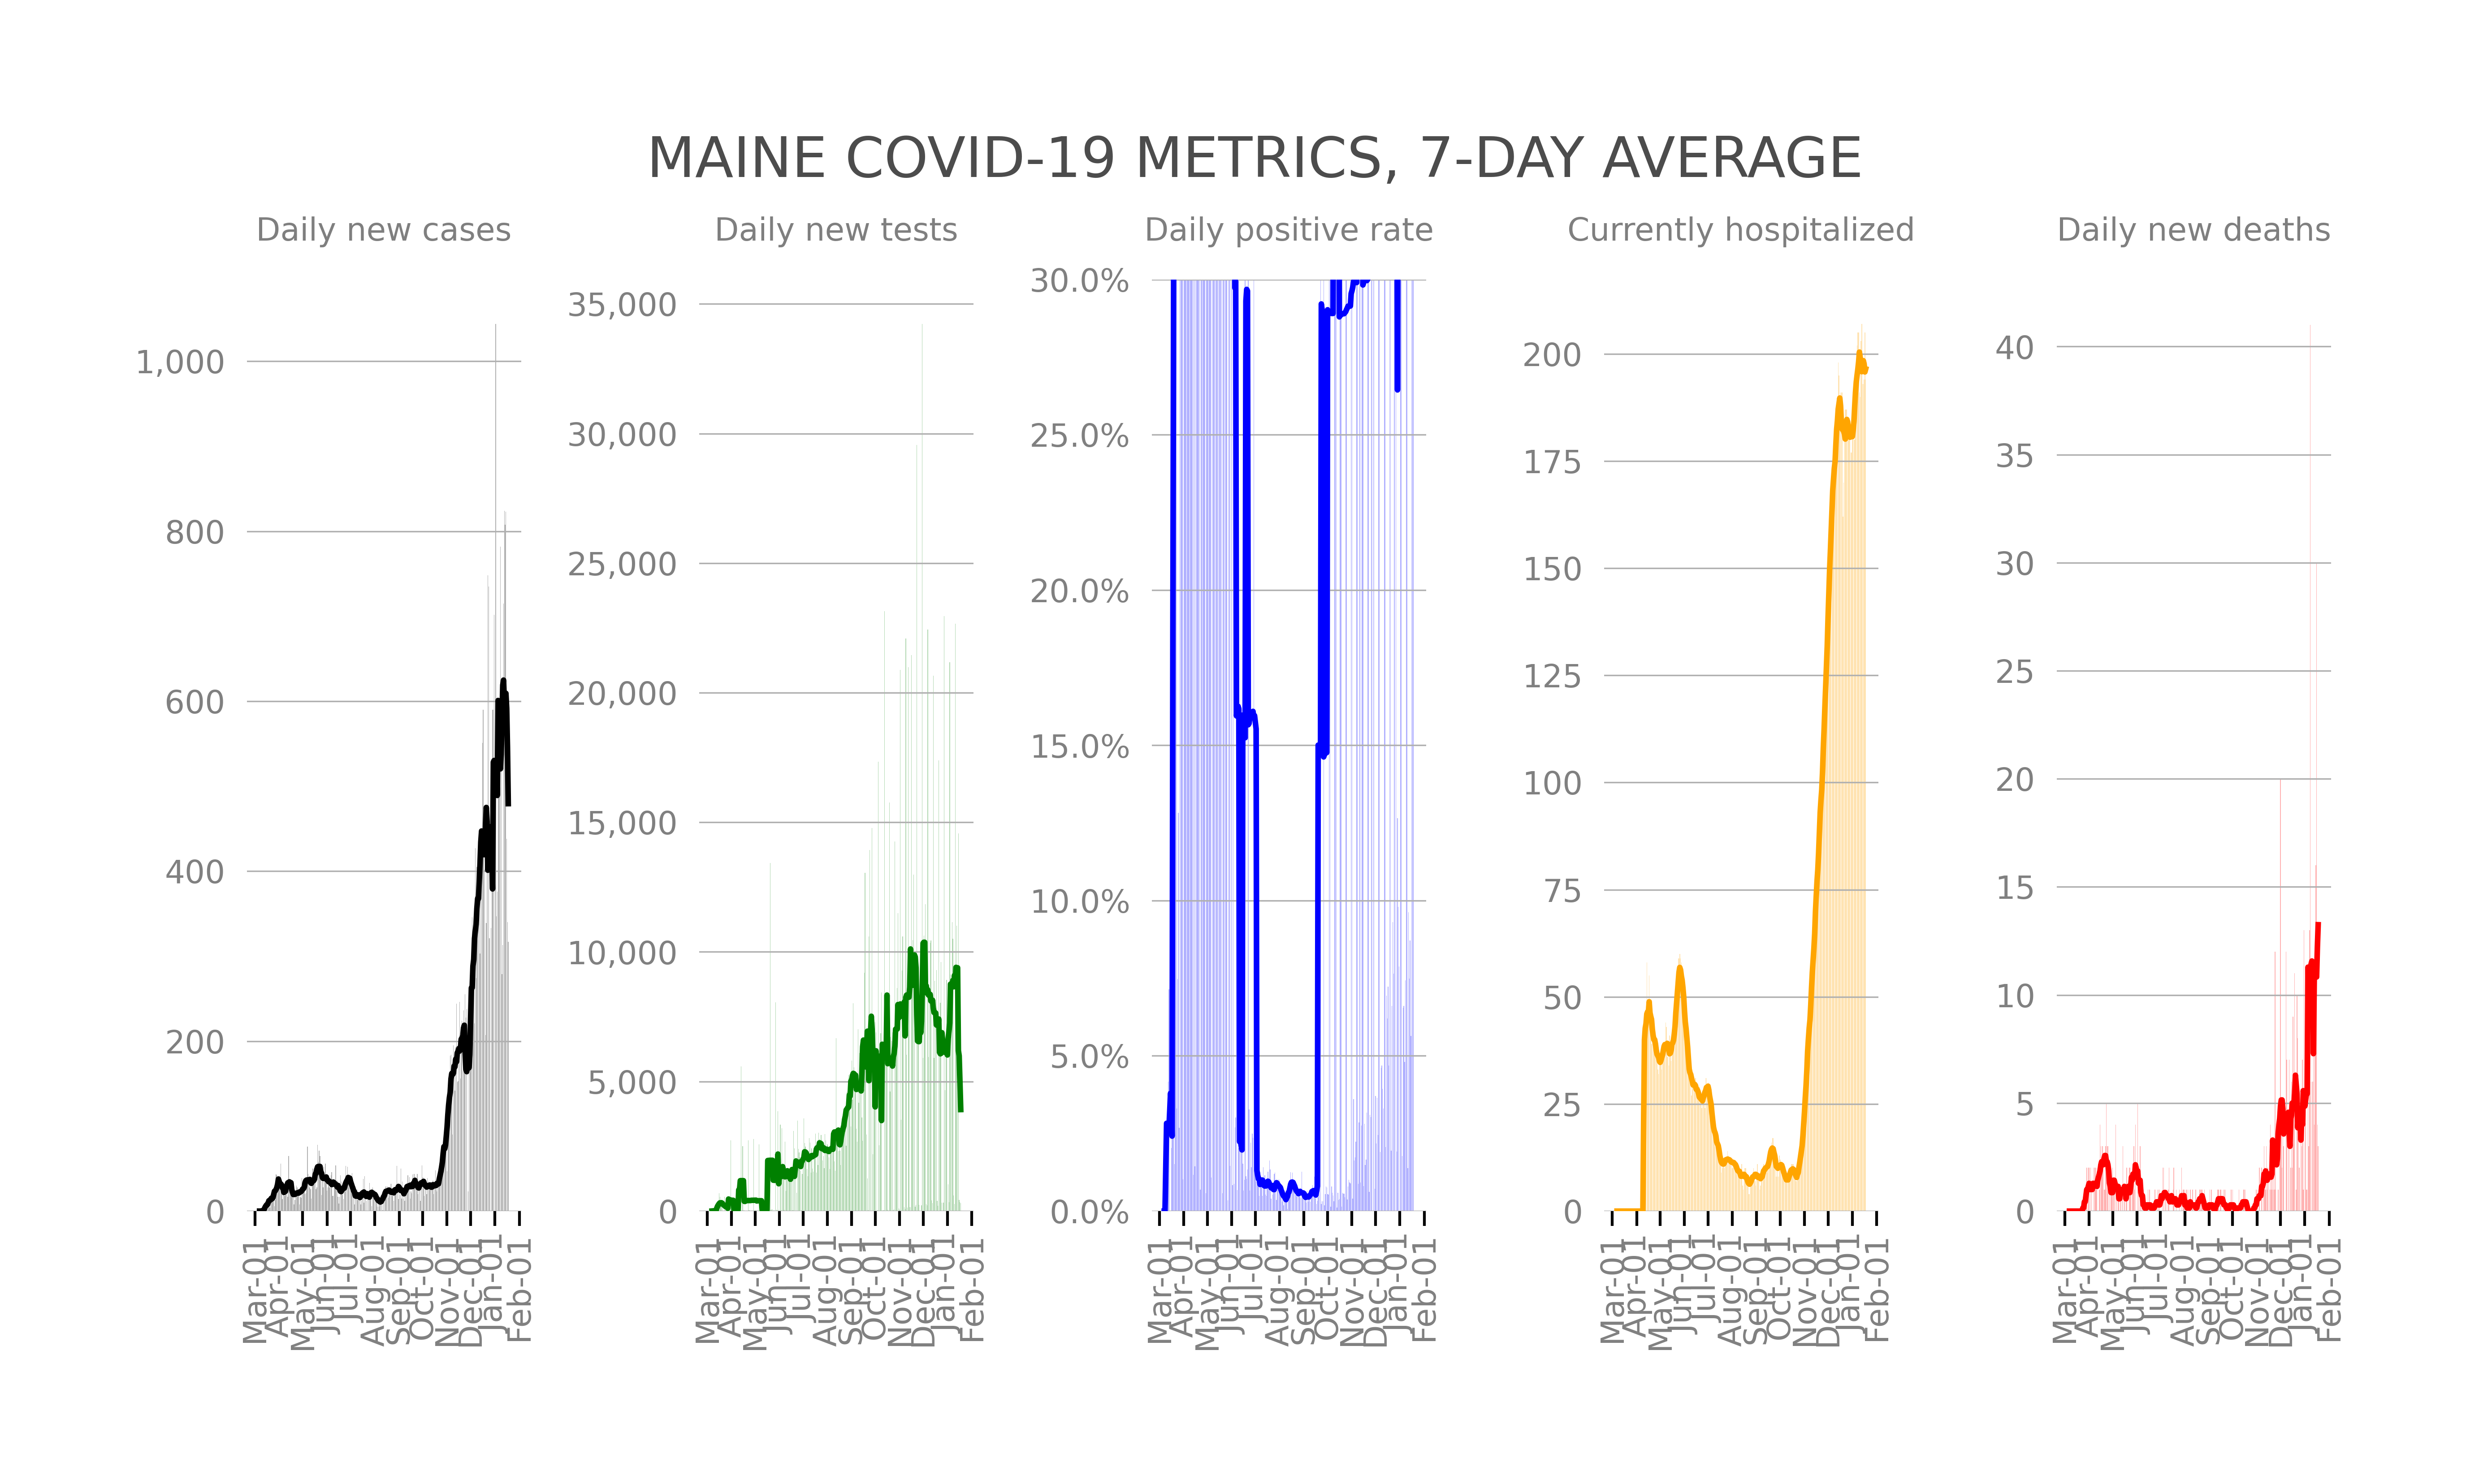 MAINE COVID-19 METRICS, 7-DAY AVERAGE
Daily new cases
1,000
800
600
400
200
0
Mar-01
Apr-01
May-01
Jun-01
Jul-01
Aug-01
Sep-01
Oct-01
Nov-01
Dec-01
Jan-01
Feb-01
Daily new tests
35,000
30,000
25,000
20,000
15,000
10,000
5,000
0
Mar-01
Apr-01
May-01
Jun-01
Jul-01
Aug-01
Sep-01
Oct-01
Nov-01
Dec-01
Jan-01
Feb-01
Daily positive rate
30.0%
25.0%
20.0%
15.0%
10.0%
5.0%
0.0%
Mar-01
Apr-01
May-01
Jun-01
Jul-01
Aug-01
Sep-01
Oct-01
Nov-01
Dec-01
Jan-01
Feb-01
Currently hospitalized
200
175
150
125
100
75
50
25
0
Mar-01
Apr-01
May-01
Jun-01
Jul-01
Aug-01
Sep-01
Oct-01
Nov-01
Dec-01
Jan-01
Feb-01
Daily new deaths
40
35
30
25
20
15
10
5
0
Mar-01
Apr-01
May-01
Jun-01
Jul-01
Aug-01
Sep-01
Oct-01
Nov-01
Dec-01
Jan-01
Feb-01